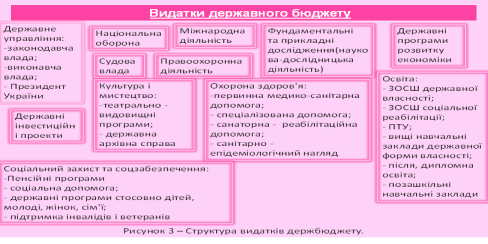 Видатки державного бюджету
Державне
управління:
-законодавча
влада;
-виконавча
влада;
- Президент
України
Національна
оборона
Міжнародна
діяльність
Фундаментальні
та прикладні
дослідження(науко
ва-дослідницька
діяльність)
Державні
програми
розвитку
економіки
Судова
влада
Правоохоронна
діяльність
Державні
інвестиційн
і проекти
Культура і
мистецтво:
-театрально -
видовищні
програми;
- державна
архівна справа
Охорона здоров'я:
-первинна медико-санітарна
допомога;
- спеціалізована допомога;
- санаторна - реабілітаційна
допомога;
- санітарно -
епідеміологічний нагляд
Освіта:
- ЗОСШ державної
власності;
- ЗОСШ соціальної
реабілітації;
- ПТУ;
- вищі навчальні
заклади державної
форми власності;
- після, дипломна
освіта;
- позашкільні
навчальні заклади
Соціальний захист та соцзабезпечення:
-Пенсійні програми
- соціальна допомога;
- державні програми стосовно дітей,
молоді, жінок, сім'ї;
- підтримка інвалідів і ветеранів
Рисунок 3 – Структура видатків держбюджету.